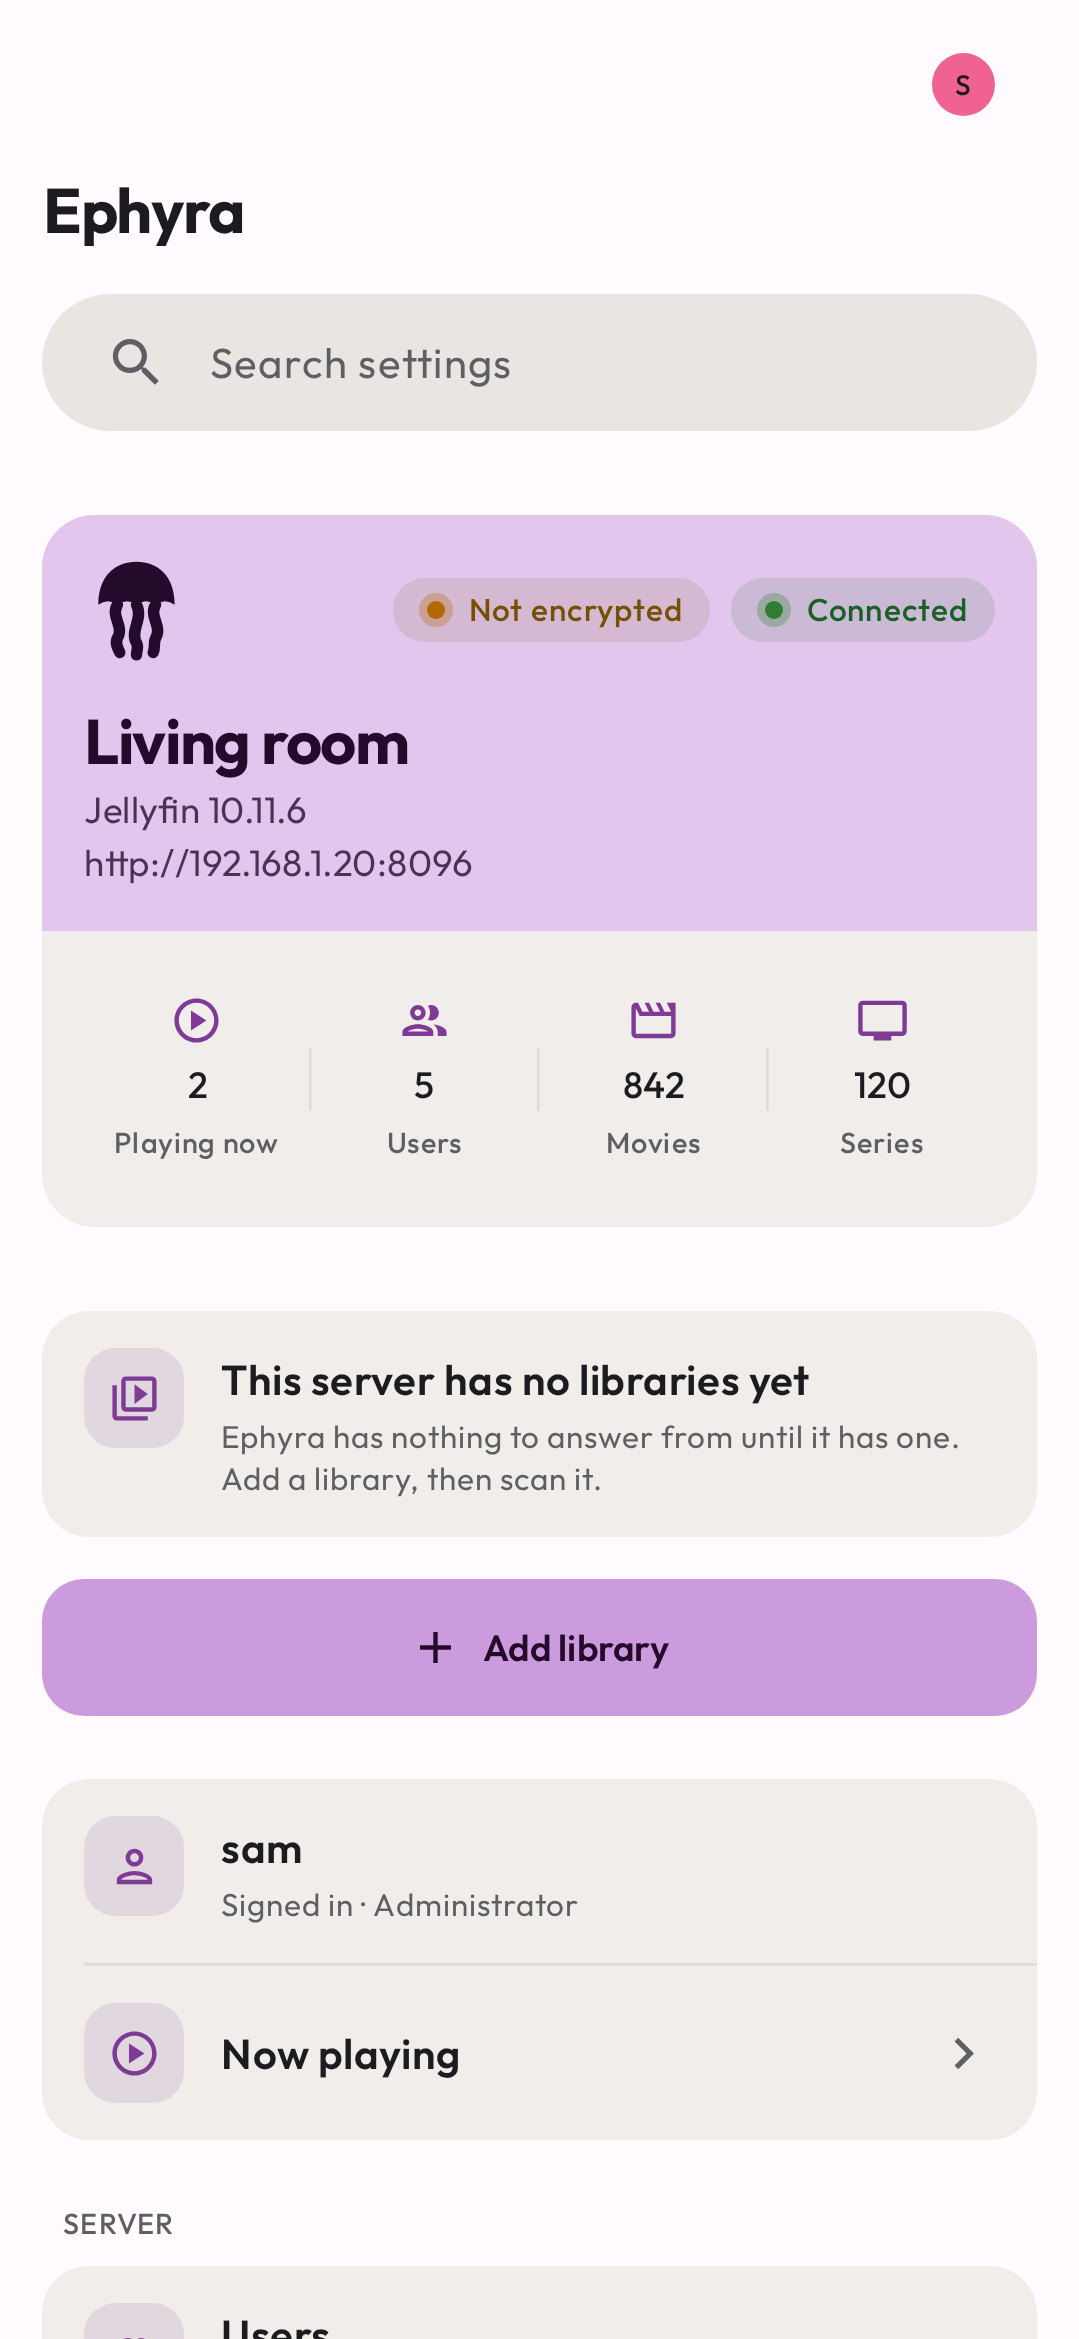 S
Ephyra
Search settings
Not encrypted
Connected
Living room
Jellyfin 10.11.6
http://192.168.1.20:8096
2
5
842
120
Playing now
Users
Movies
Series
This server has no libraries yet
Ephyra has nothing to answer from until it has one.
Add a library, then scan it.
Add library
sam
Signed in · Administrator
Now playing
SERVER
Users